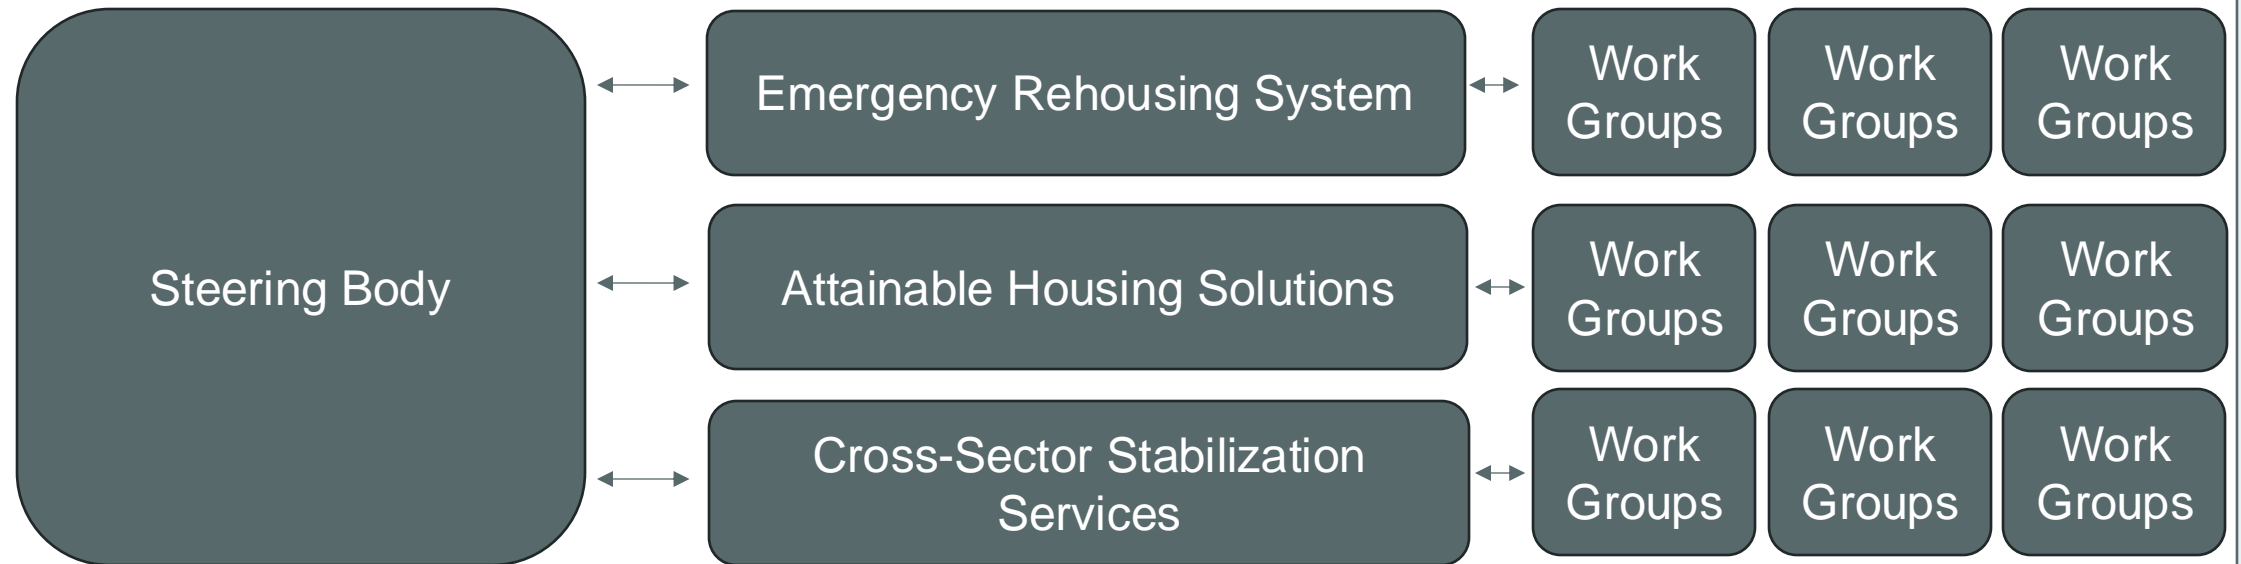 Steering Body
Emergency Rehousing System
Work
Groups
Work
Groups
Work
Groups
Attainable Housing Solutions
Work
Groups
Work
Groups
Work
Groups
Cross-Sector Stabilization
Services
Work
Groups
Work
Groups
Work
Groups